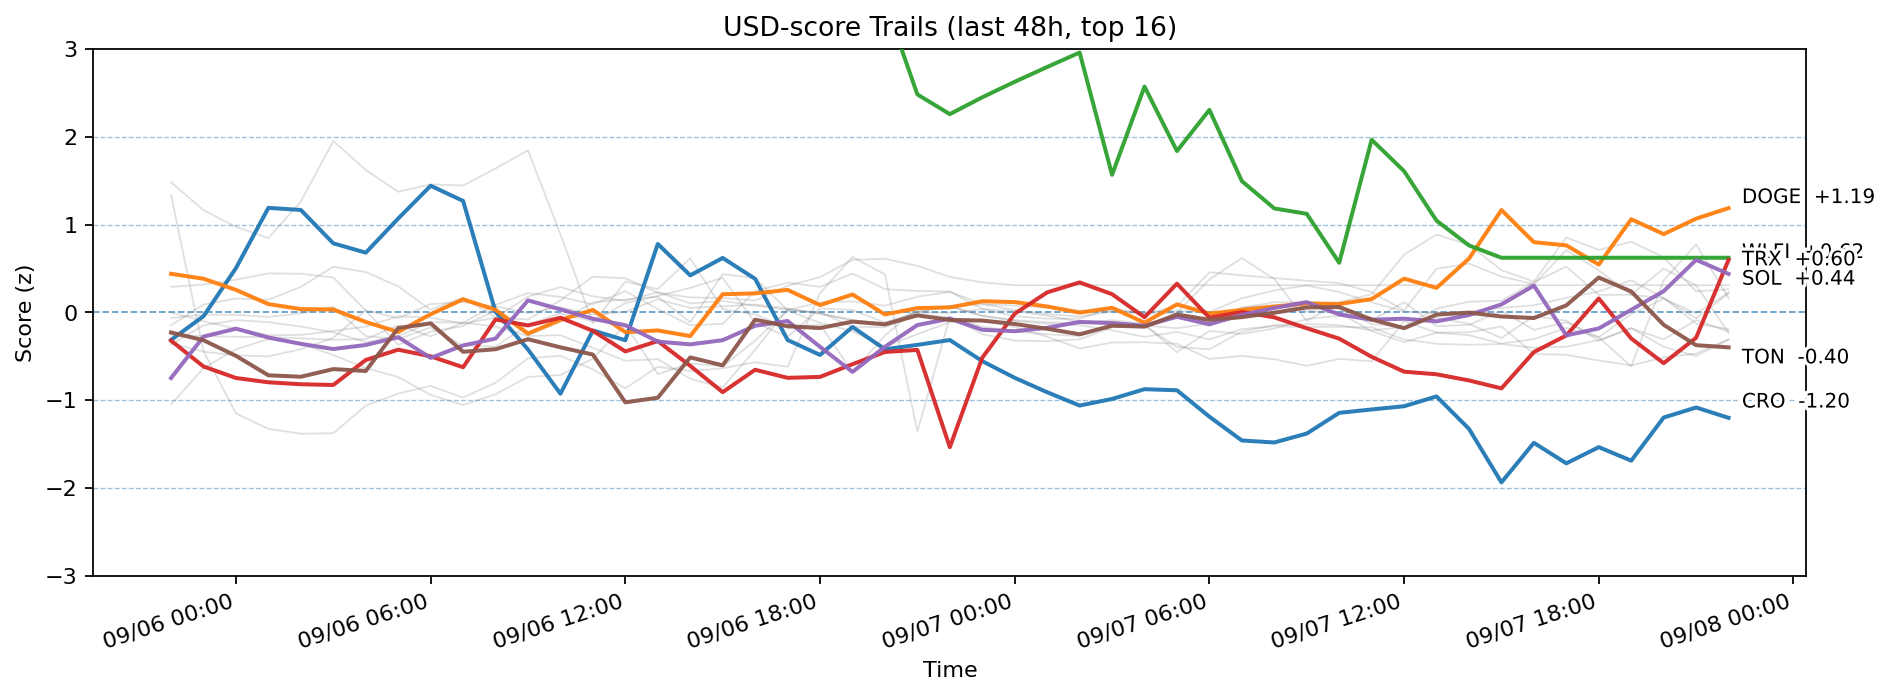 USD-score Trails (last 48h, top 16)
Score (z)
3
2
1
0
−1
−2
−3
DOGE +1.19
TRX +0.60
SOL +0.44
TON -0.40
CRO -1.20
09/06 00:00
09/06 06:00
09/06 12:00
09/06 18:00
09/07 00:00
09/07 06:00
09/07 12:00
09/07 18:00
09/08 00:00
Time